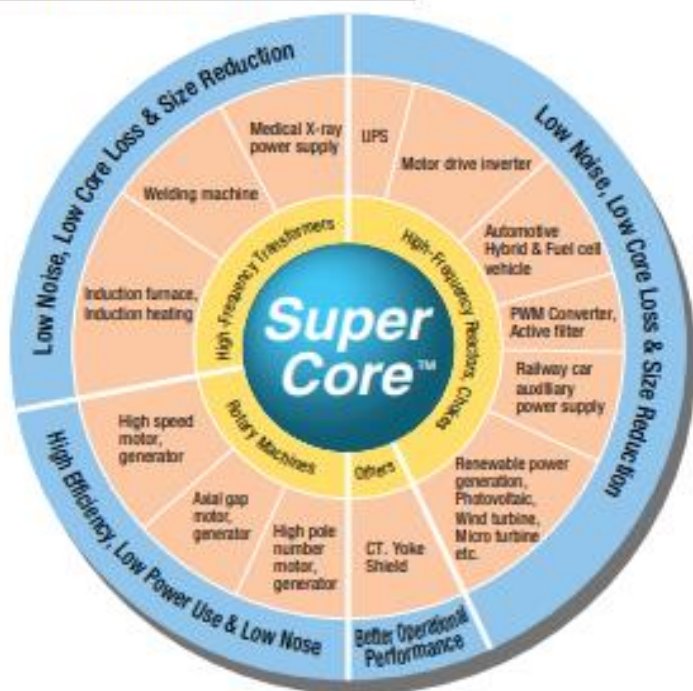 Low Noise, Low Core Loss & Size Reduction
Medical X-ray
power supply
Welding machine
Induction furnace,
Induction heating
High-Frequency Transformers
Low Noise, Low Core Loss & Size Reduction
UPS
Motor drive inverter
Automotive
Hybrid & Fuel cell
vehicle
PWM Converter,
Active filter
Railway car
auxilliary
power supply
Renewable power
generation,
Photovoltaic,
Wind turbine,
Micro turbine
etc.
High-Frequency Reactors, Chokes
Super
Core™
High Efficiency, Low Power Use & Low Nose
High speed
motor,
generator
Axial gap
motor,
generator
High pole
number
motor,
generator
Rotary Machines
Others
CT. Yoke
Shield
Better Operational
Performance